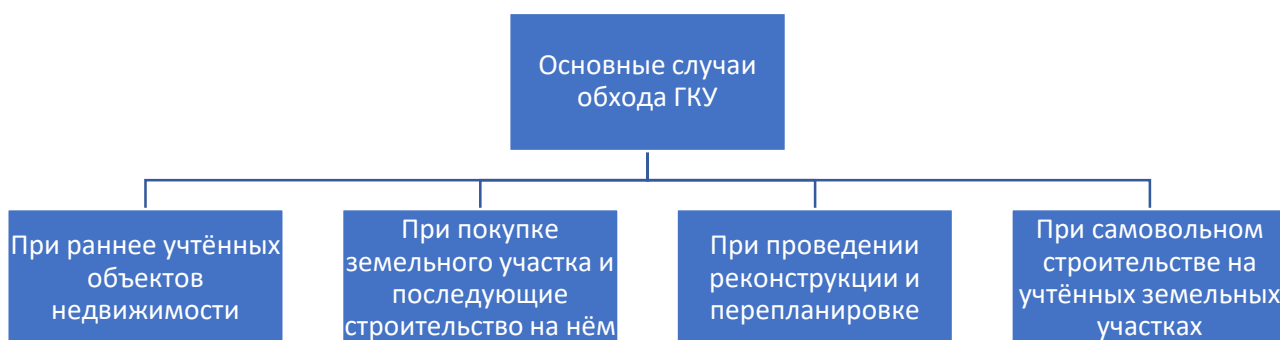 Основные случаи
обхода ГКУ
При раннее учтённых
объектов
недвижимости
При покупке
земельного участка и
последующие
строительство на нём
При проведении
реконструкции и
перепланировке
При самовольном
строительстве на
учтённых земельных
участках